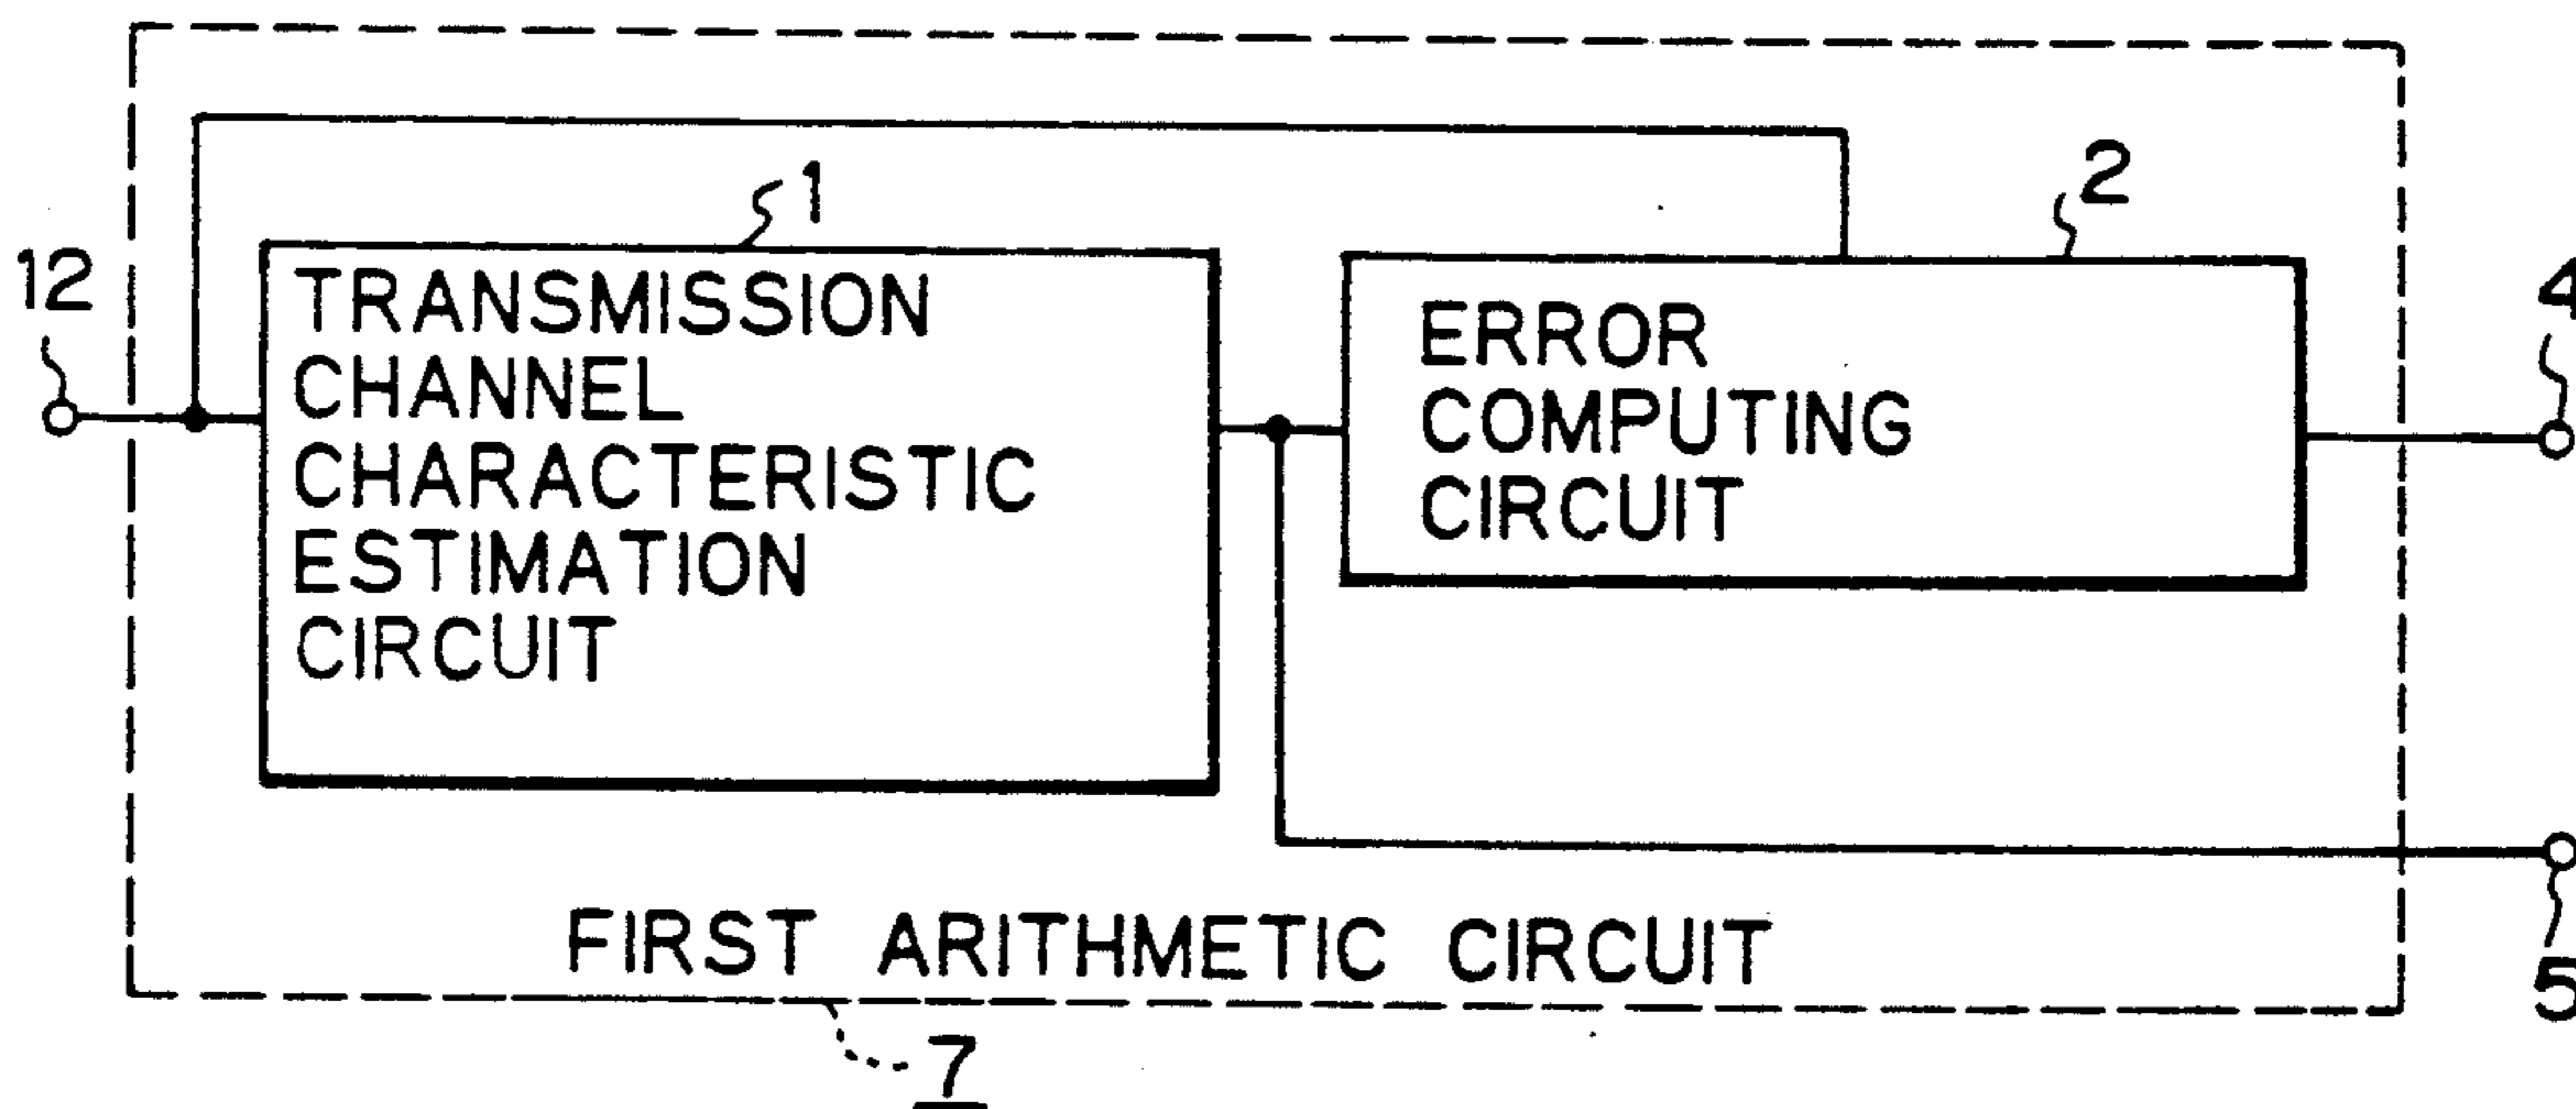 1
2
12
4
TRANSMISSION
CHANNEL
CHARACTERISTIC
ESTIMATION
CIRCUIT
ERROR
COMPUTING
CIRCUIT
FIRST ARITHMETIC CIRCUIT
5
7